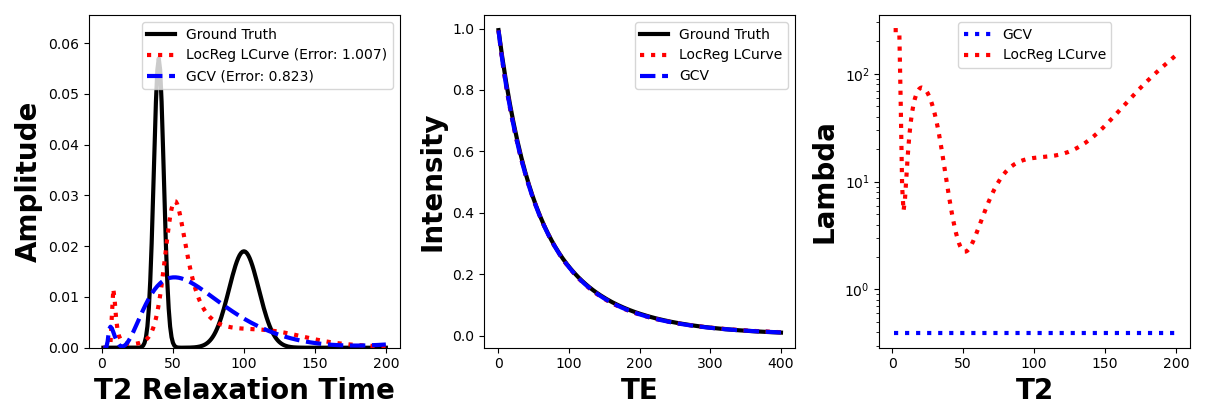 Amplitude
0.00
0.01
0.02
0.03
0.04
0.05
0.06
0 50 100 150 200
T2 Relaxation Time
Ground Truth
LocReg LCurve (Error: 1.007)
GCV (Error: 0.823)
Intensity
0.0
0.2
0.4
0.6
0.8
1.0
0 100 200 300 400
TE
Ground Truth
LocReg LCurve
GCV
Lambda
10⁰
10¹
10²
0 50 100 150 200
T2
GCV
LocReg LCurve